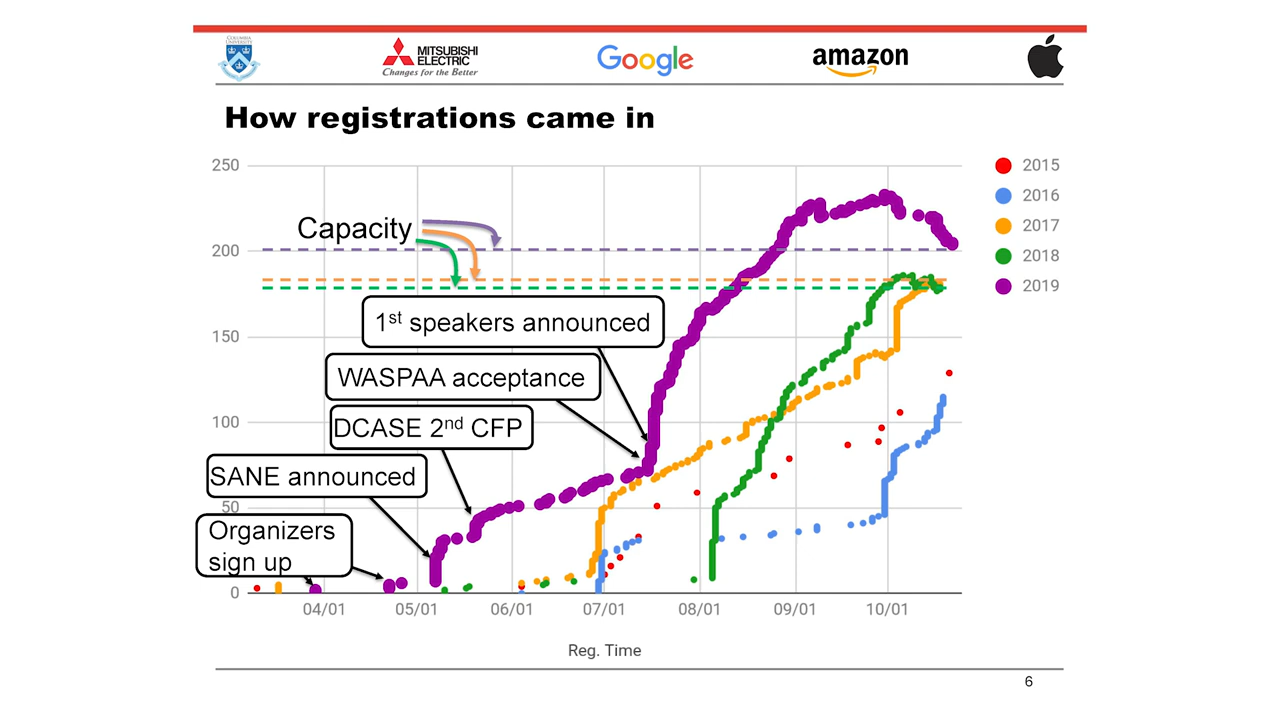 COLUMBIA
UNIVERSITY
MITSUBISHI
ELECTRIC
Changes for the Better
Google
amazon
How registrations came in
250
200
150
100
50
0
Capacity
1st speakers announced
WASPAA acceptance
DCASE 2nd CFP
SANE announced
Organizers
sign up
2015
2016
2017
2018
2019
04/01
05/01
06/01
07/01
08/01
09/01
10/01
Reg. Time
6